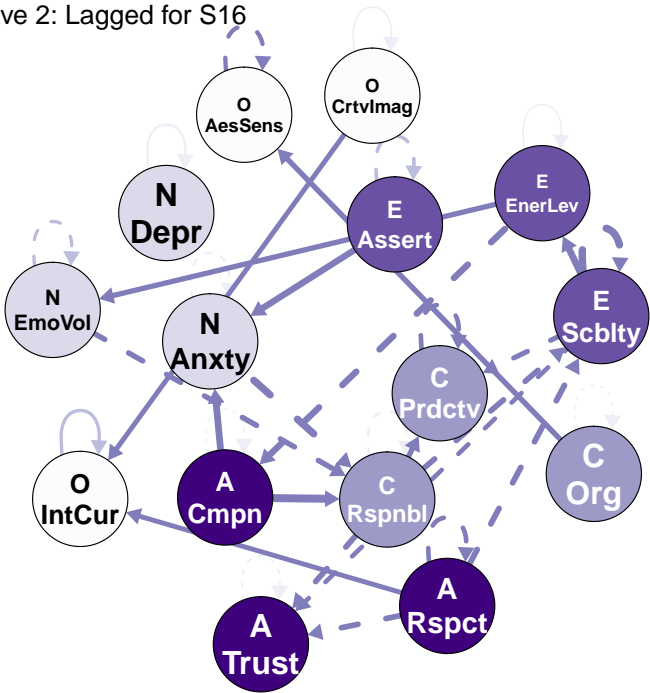 ve 2: Lagged for S16
O
CrtvImag
O
AesSens
E
EnerLev
N
Depr
E
Assert
N
EmoVol
E
Scblty
N
Anxty
C
Prdctv
C
Org
O
IntCur
A
Cmpn
C
Rspnbl
A
Rspct
A
Trust